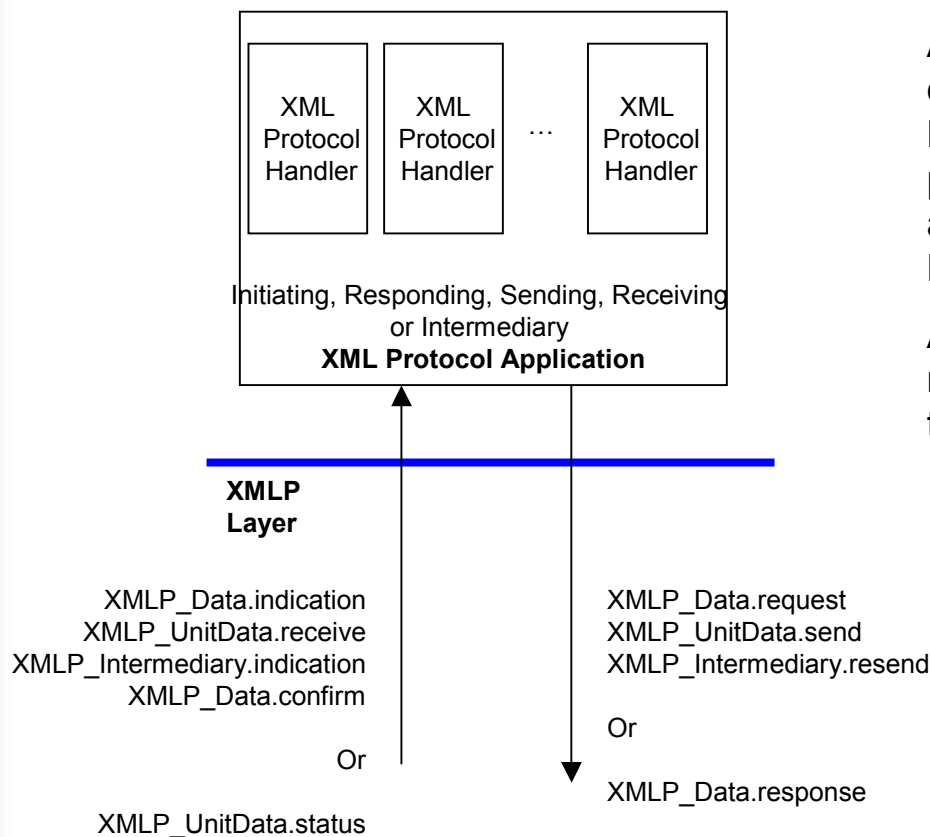 XML
Protocol
Handler
XML
Protocol
Handler
…
XML
Protocol
Handler
Initiating, Responding, Sending, Receiving
or Intermediary
XML Protocol Application
XMLP
Layer
XMLP_Data.indication
XMLP_UnitData.receive
XMLP_Intermediary.indication
XMLP_Data.confirm
Or
XMLP_UnitData.status
XMLP_Data.request
XMLP_UnitData.send
XMLP_Intermediary.resend
Or
XMLP_Data.response